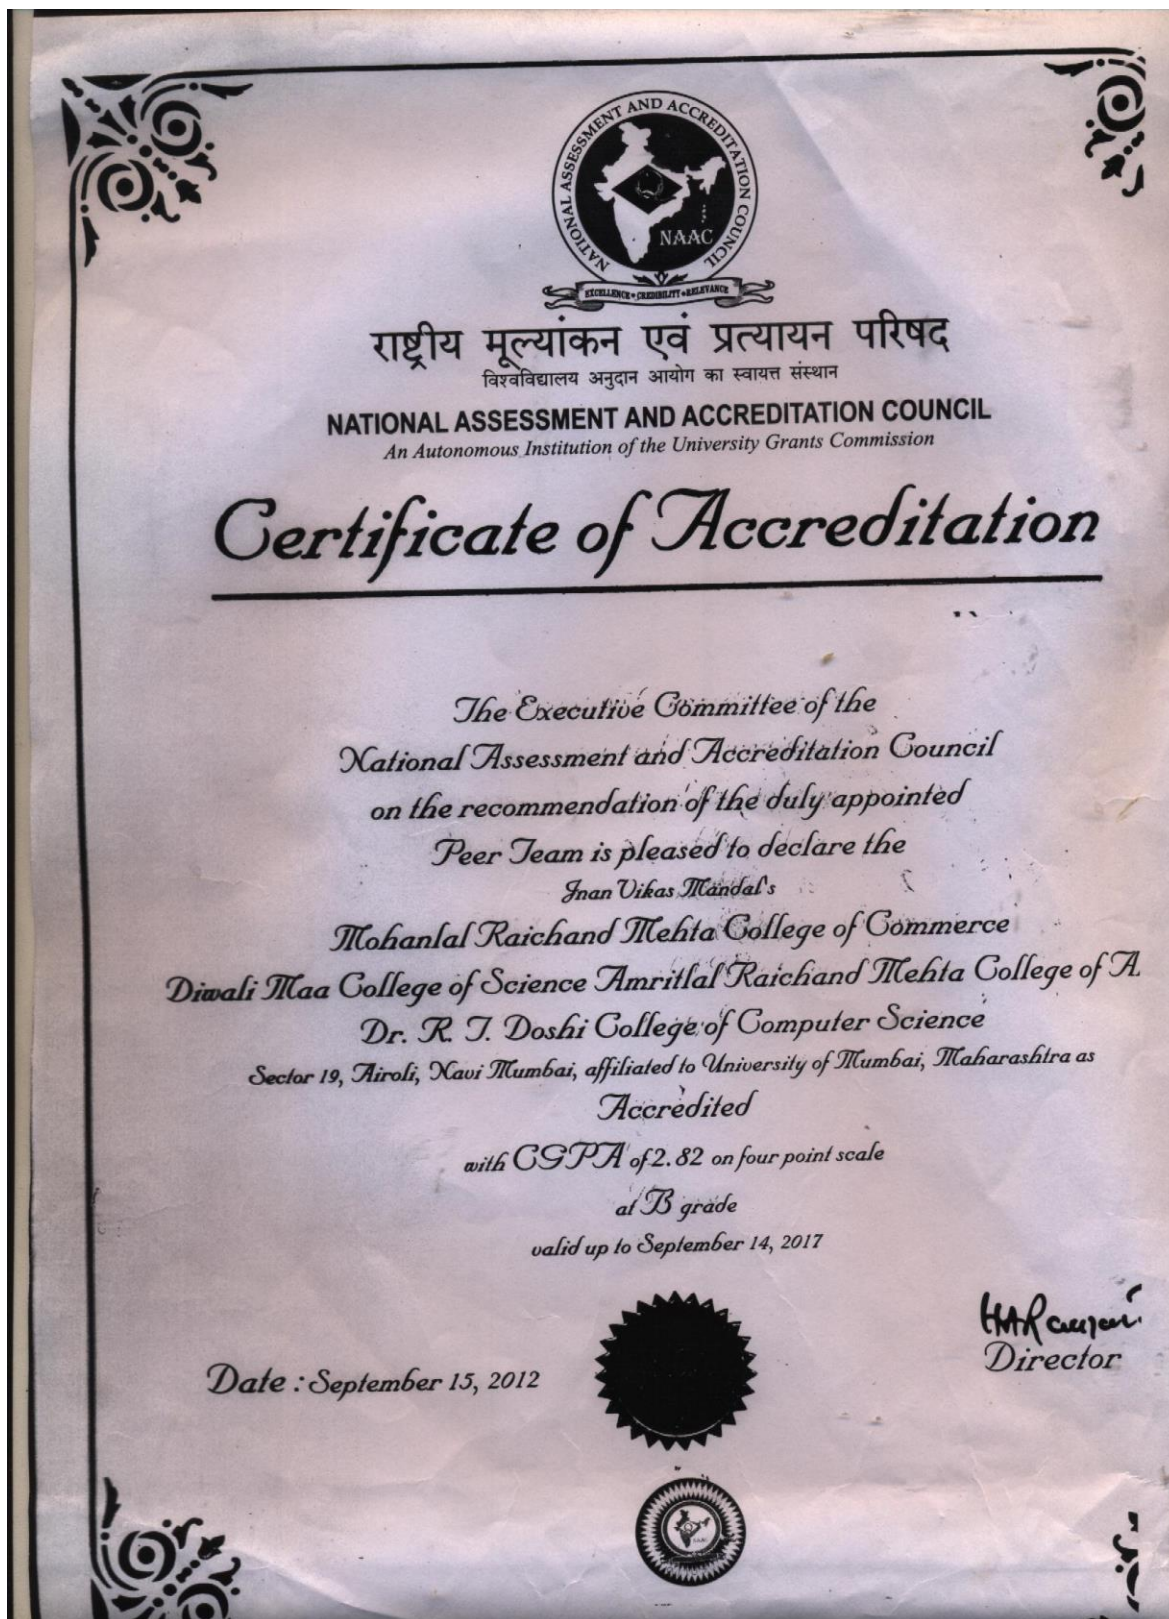 NATIONAL ASSESSMENT AND ACCREDITATION COUNCIL
NAAC
EXCELLENCE • CREDIBILITY • RELEVANCE
राष्ट्रीय मूल्यांकन एवं प्रत्यायन परिषद
विश्वविद्यालय अनुदान आयोग का स्वायत्त संस्थान
NATIONAL ASSESSMENT AND ACCREDITATION COUNCIL
An Autonomous Institution of the University Grants Commission
Certificate of Accreditation
The Executive Committee of the
National Assessment and Accreditation Council
on the recommendation of the duly appointed
Peer Team is pleased to declare the
Jnan Vikas Mandal's
Mohanlal Raichand Mehta College of Commerce
Diwali Maa College of Science Amritlal Raichand Mehta College of A
Dr. R. T. Doshi College of Computer Science
Sector 19, Airoli, Navi Mumbai, affiliated to University of Mumbai, Maharashtra as
Accredited
with CGPA of 2.82 on four point scale
at B grade
valid up to September 14, 2017
Director
Date : September 15, 2012